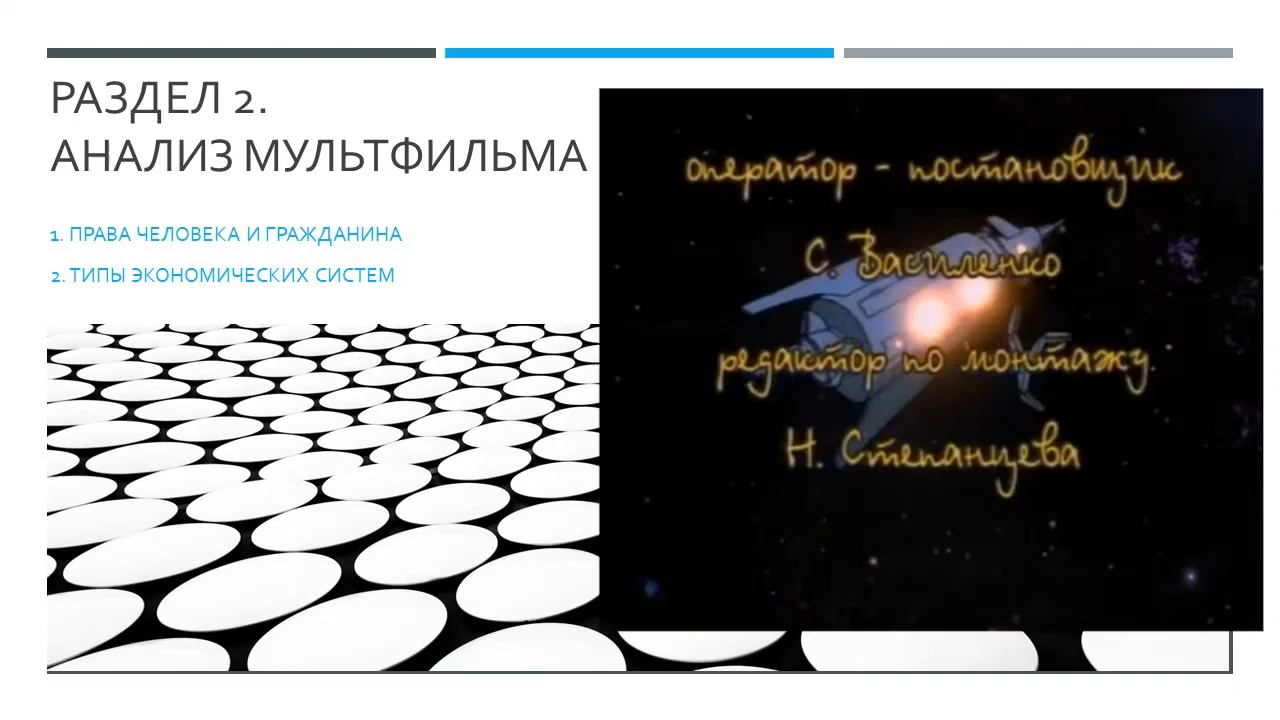 РАЗДЕЛ 2.
АНАЛИЗ МУЛЬТФИЛЬМА
1. ПРАВА ЧЕЛОВЕКА И ГРАЖДАНИНА
2. ТИПЫ ЭКОНОМИЧЕСКИХ СИСТЕМ
оператор - постановщик
С. Василенко
редактор по монтажу
Н. Степанцева